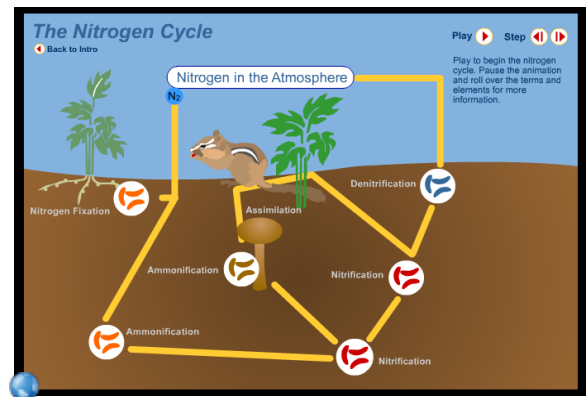 The Nitrogen Cycle
Back to Intro
Play
Step
Play to begin the nitrogen
cycle. Pause the animation
and roll over the terms and
elements for more
information.
Nitrogen in the Atmosphere
N2
Denitrification
Nitrogen Fixation
Assimilation
Ammonification
Nitrification
Ammonification
Nitrification